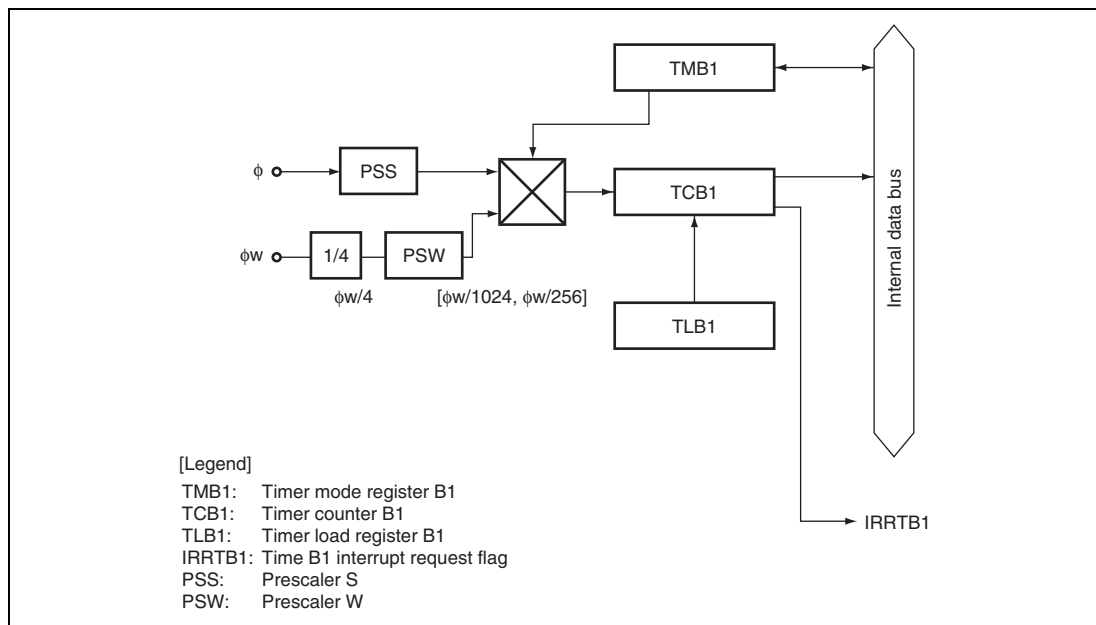 TMB1
φ
PSS
TCB1
φw
1/4
PSW
φw/4
[φw/1024, φw/256]
TLB1
Internal data bus
IRRTB1
[Legend]
TMB1: Timer mode register B1
TCB1: Timer counter B1
TLB1: Timer load register B1
IRRTB1: Time B1 interrupt request flag
PSS: Prescaler S
PSW: Prescaler W